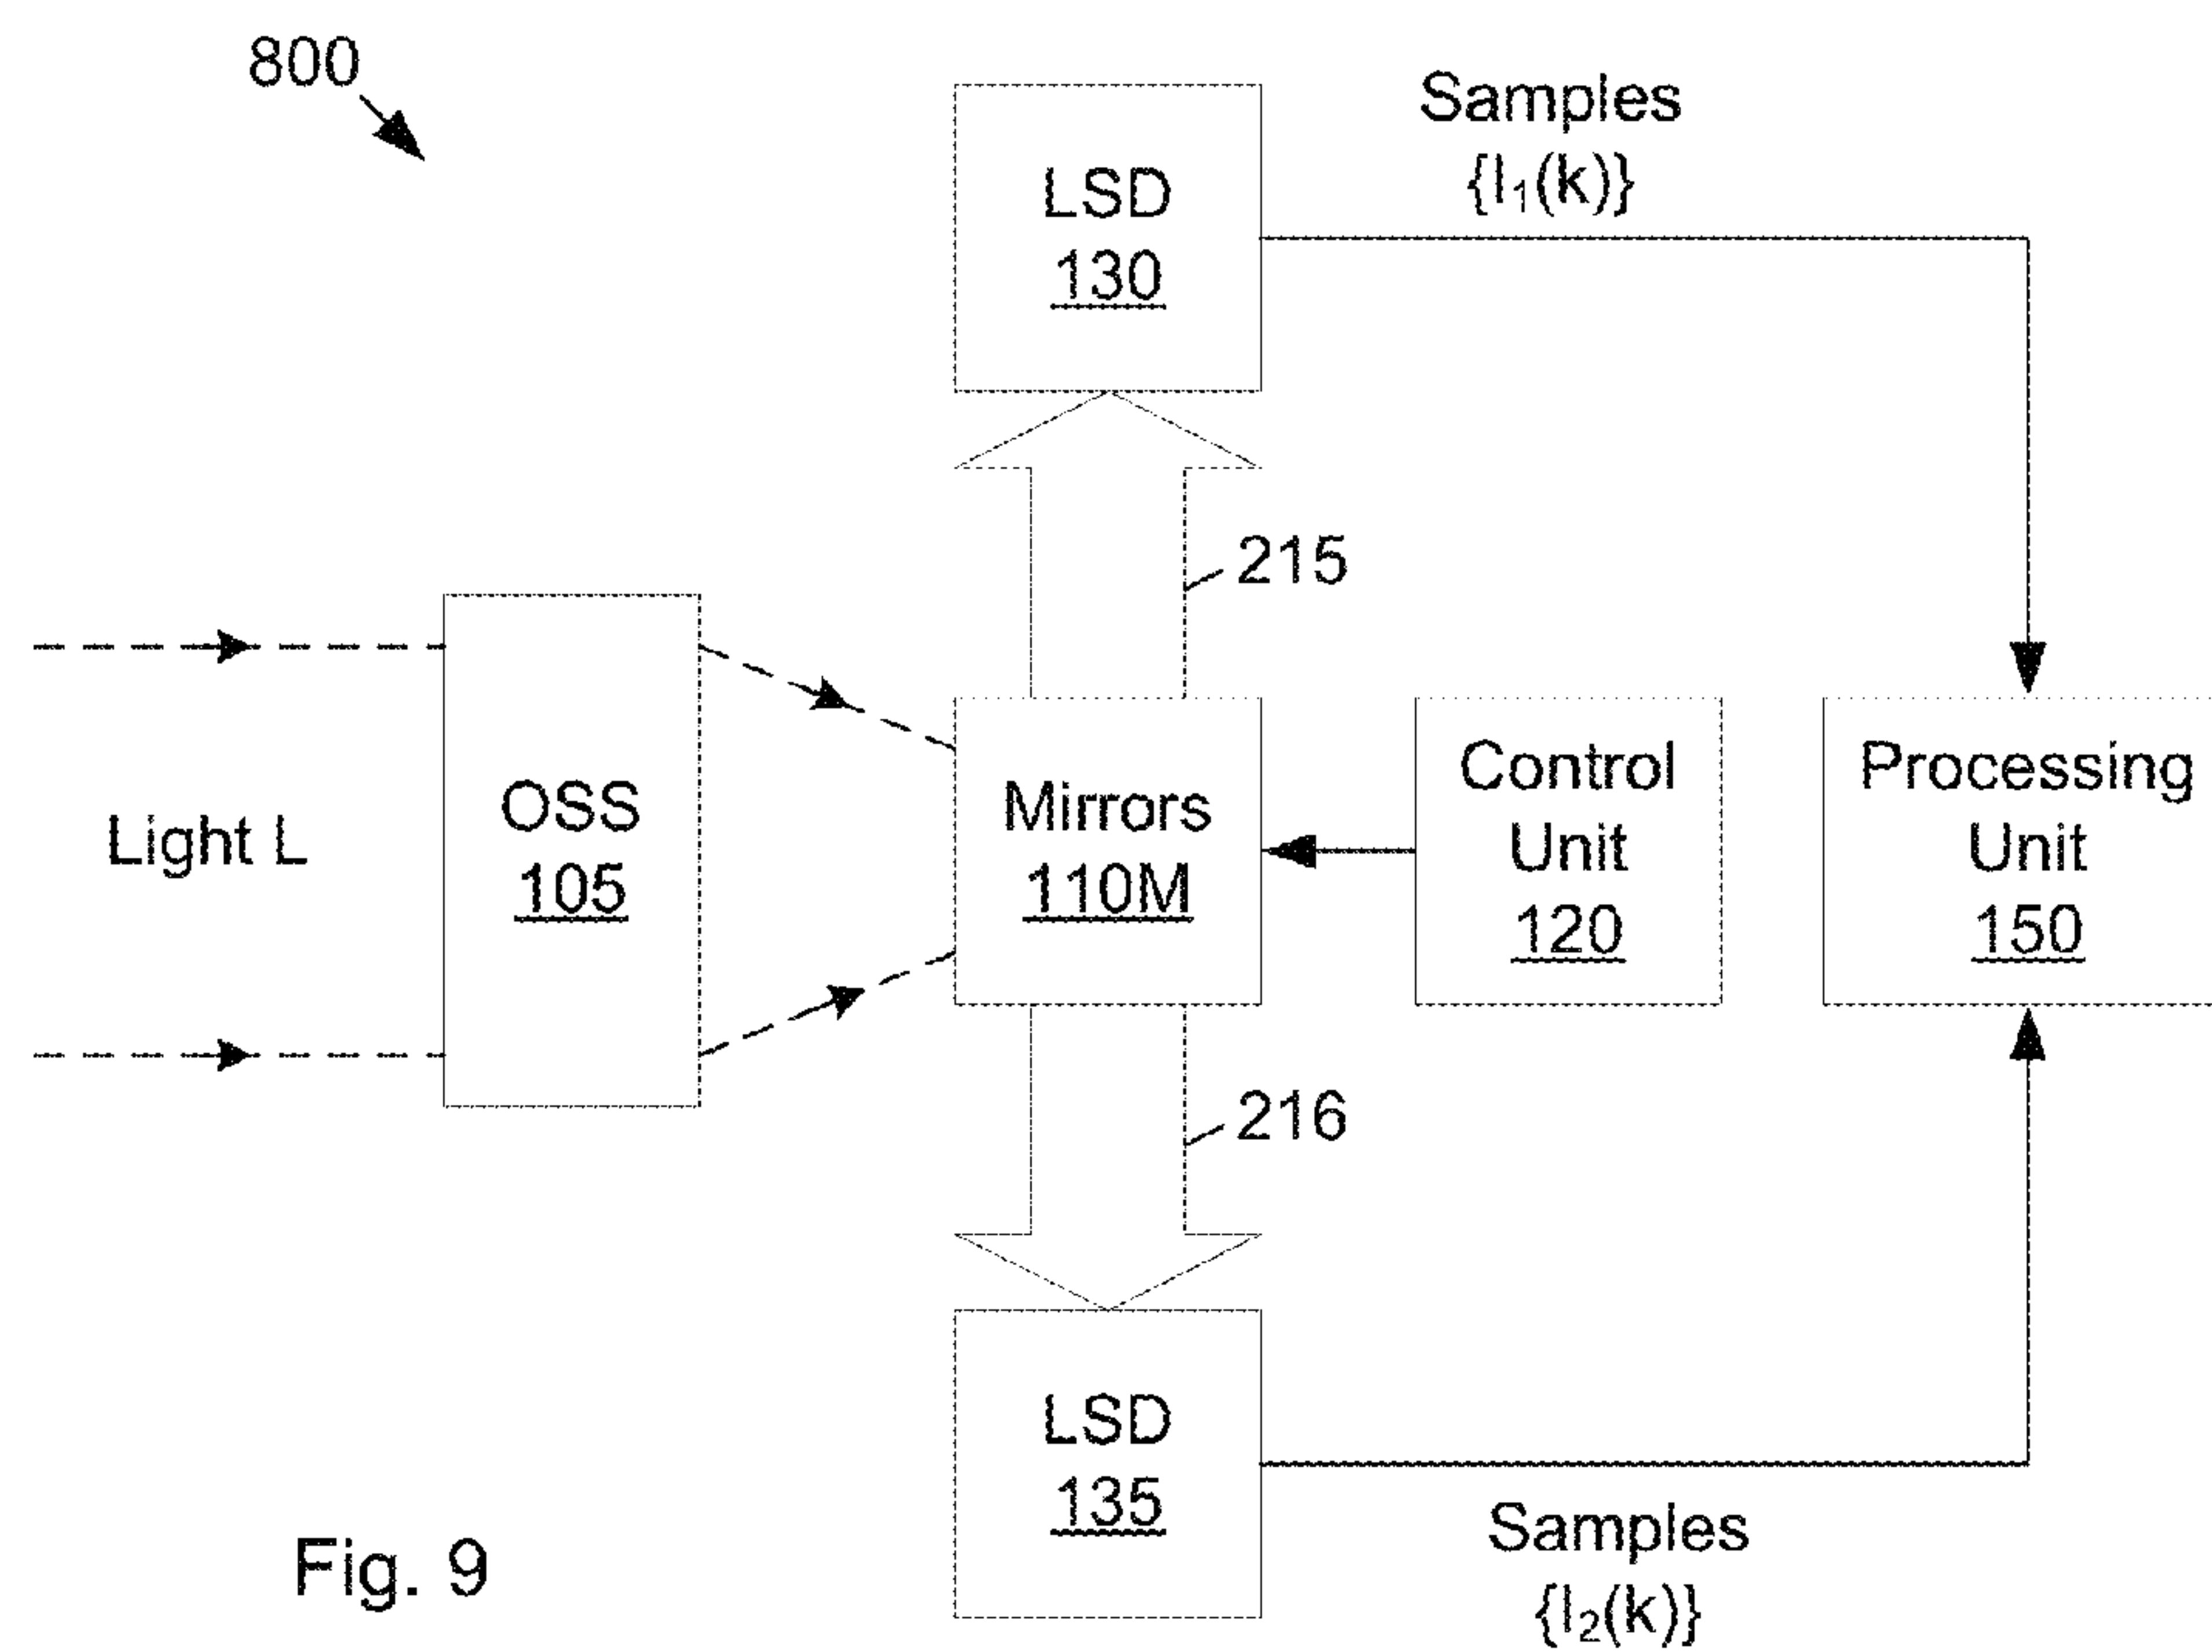 800
LSD
130
Samples
{I₁(k)}
215
Light L
OSS
105
Mirrors
110M
Control
Unit
120
Processing
Unit
150
216
LSD
135
Samples
{I₂(k)}
Fig. 9